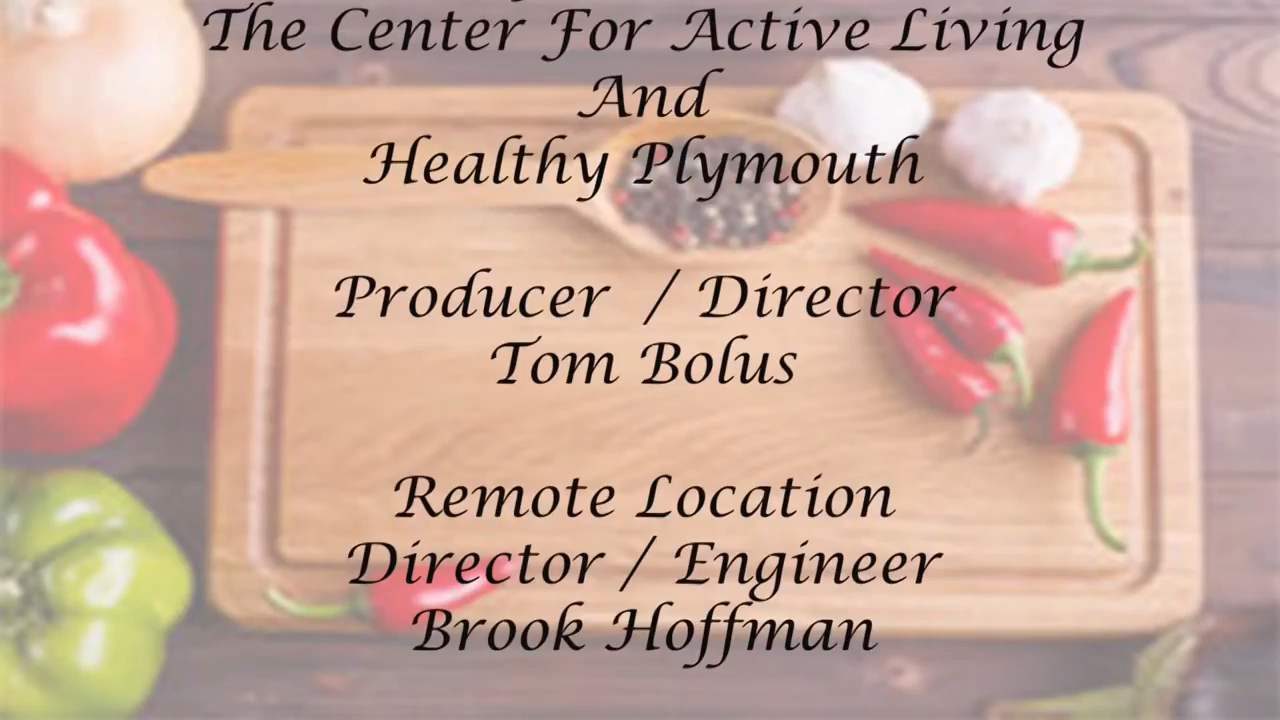 The Center For Active Living
And
Healthy Plymouth
Producer / Director
Tom Bolus
Remote Location
Director / Engineer
Brook Hoffman